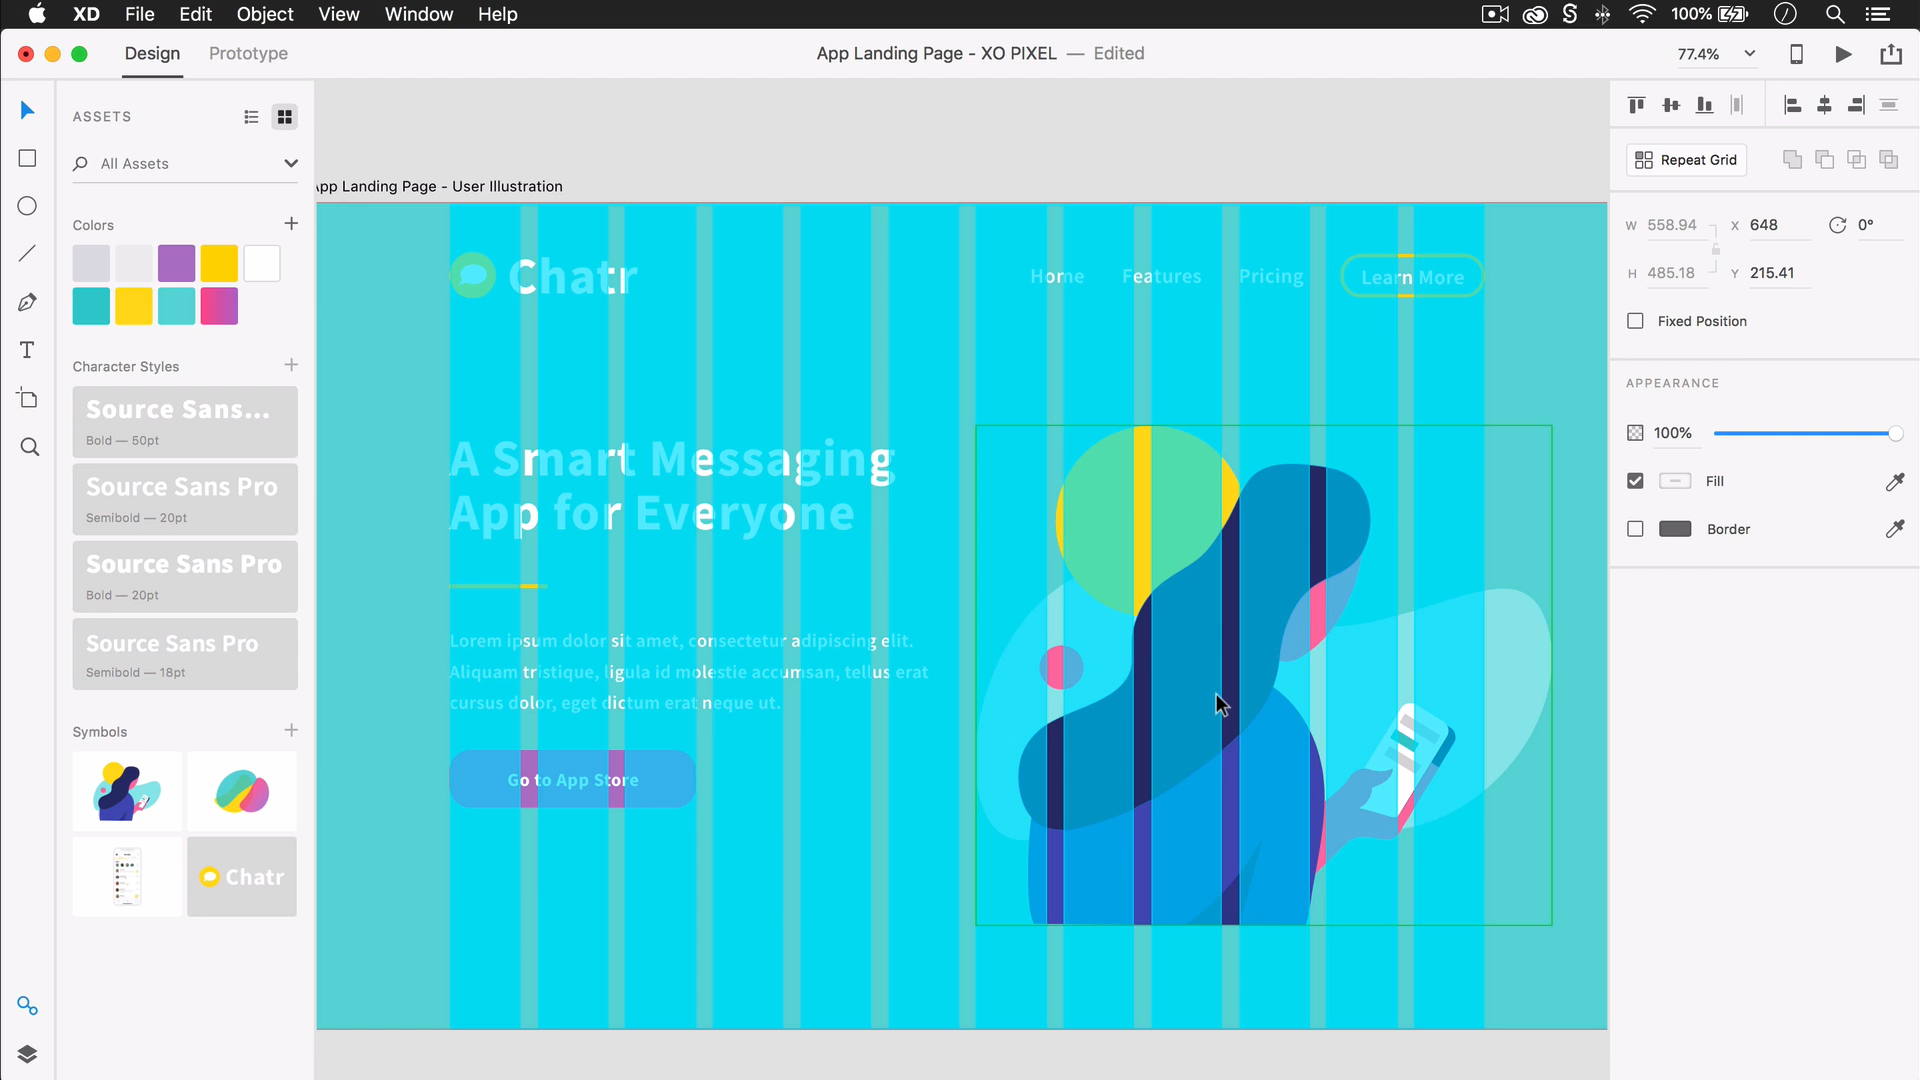 XD File Edit Object View Window Help
100%
Design Prototype
App Landing Page - XO PIXEL — Edited
77.4%
ASSETS
All Assets
Colors
Character Styles
Source Sans...
Bold — 50pt
Source Sans Pro
Semibold — 20pt
Source Sans Pro
Bold — 20pt
Source Sans Pro
Semibold — 18pt
Symbols
Chatr
App Landing Page - User Illustration
Chatr
Home Features Pricing Learn More
A Smart Messaging
App for Everyone
Lorem ipsum dolor sit amet, consectetur adipiscing elit.
Aliquam tristique, ligula id molestie accumsan, tellus erat
cursus dolor, eget dictum erat neque ut.
Go to App Store
Repeat Grid
W 558.94 X 648 0°
H 485.18 Y 215.41
Fixed Position
APPEARANCE
100%
Fill
Border